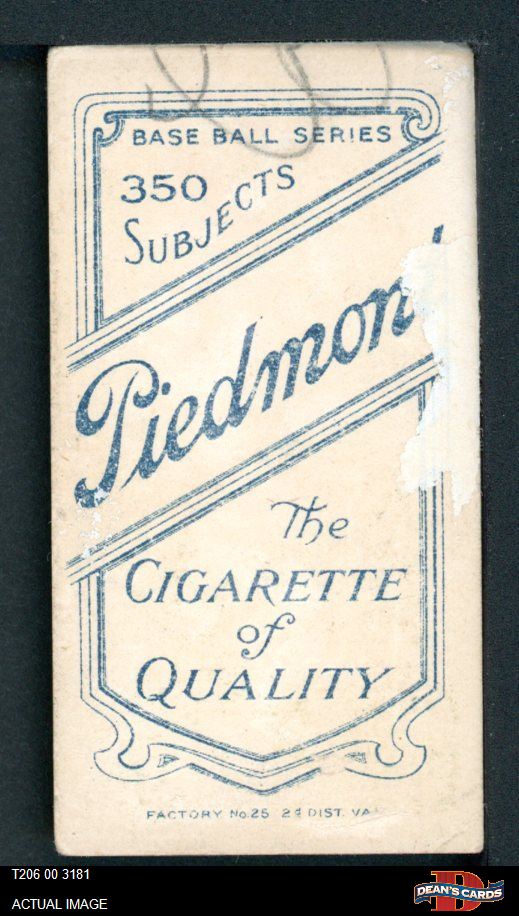 BASE BALL SERIES
350
SUBJECTS
Piedmon
The
CIGARETTE
of
QUALITY
FACTORY No.25 2d DIST. VA
T206 00 3181
ACTUAL IMAGE
D
DEAN'S CARDS